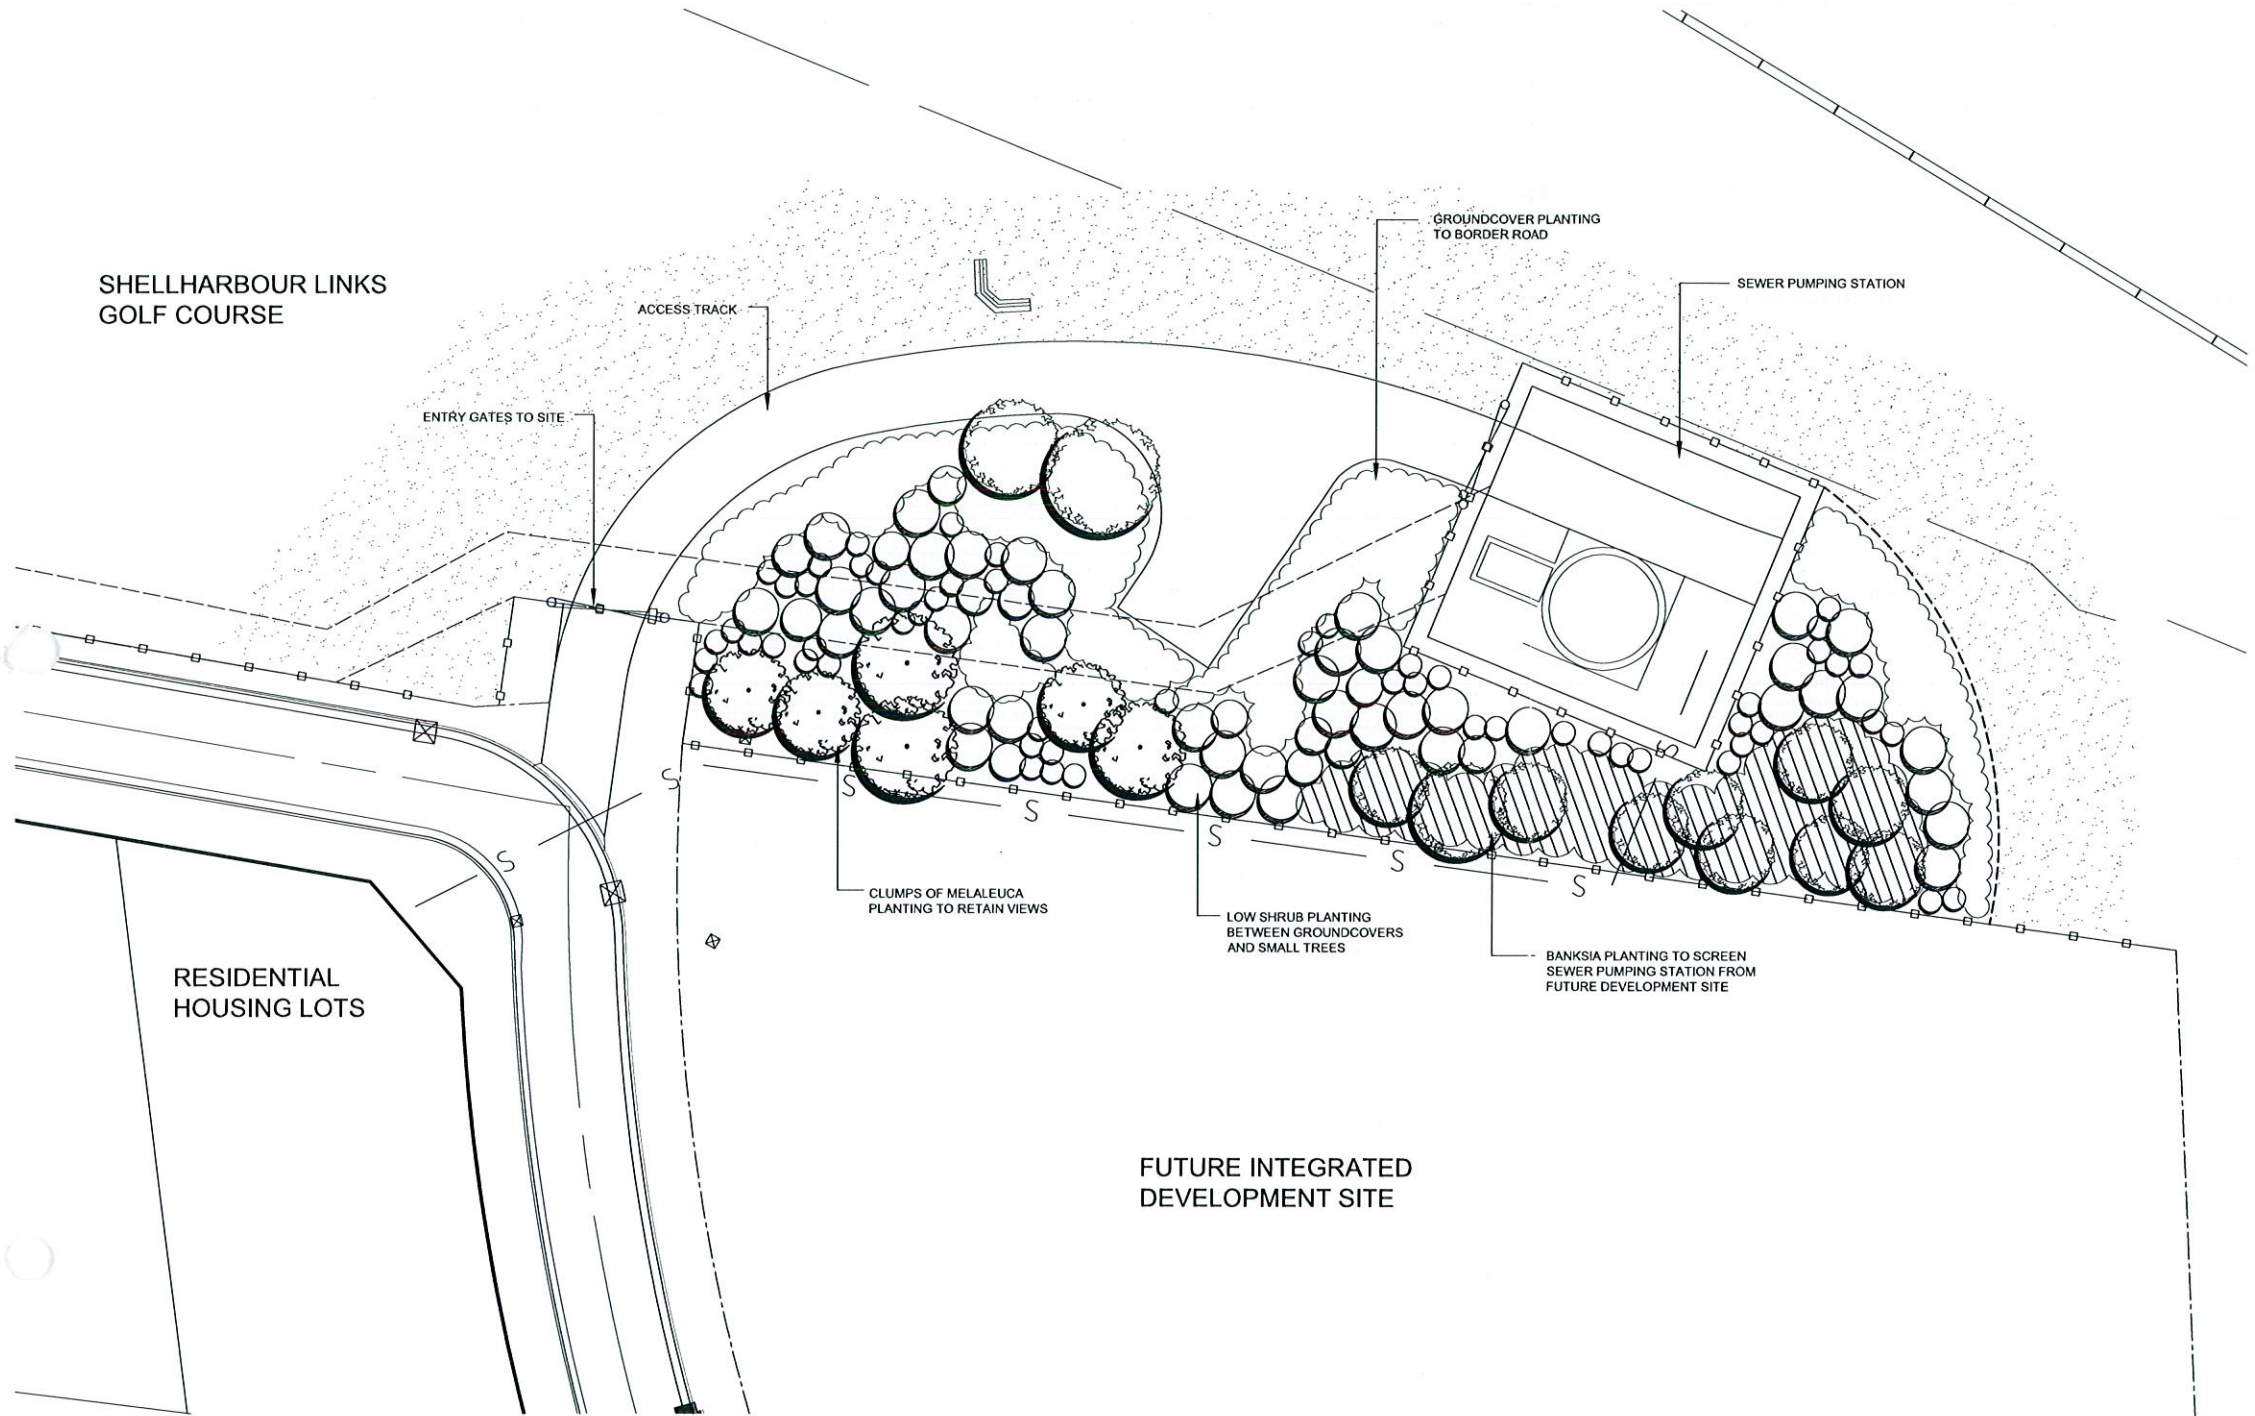 GROUNDCOVER PLANTING
TO BORDER ROAD
SHELLHARBOUR LINKS
GOLF COURSE
SEWER PUMPING STATION
ACCESS TRACK
ENTRY GATES TO SITE
S
S
S
S
S
S
S
S
CLUMPS OF MELALEUCA
PLANTING TO RETAIN VIEWS
LOW SHRUB PLANTING
BETWEEN GROUNDCOVERS
AND SMALL TREES
BANKSIA PLANTING TO SCREEN
SEWER PUMPING STATION FROM
FUTURE DEVELOPMENT SITE
RESIDENTIAL
HOUSING LOTS
FUTURE INTEGRATED
DEVELOPMENT SITE